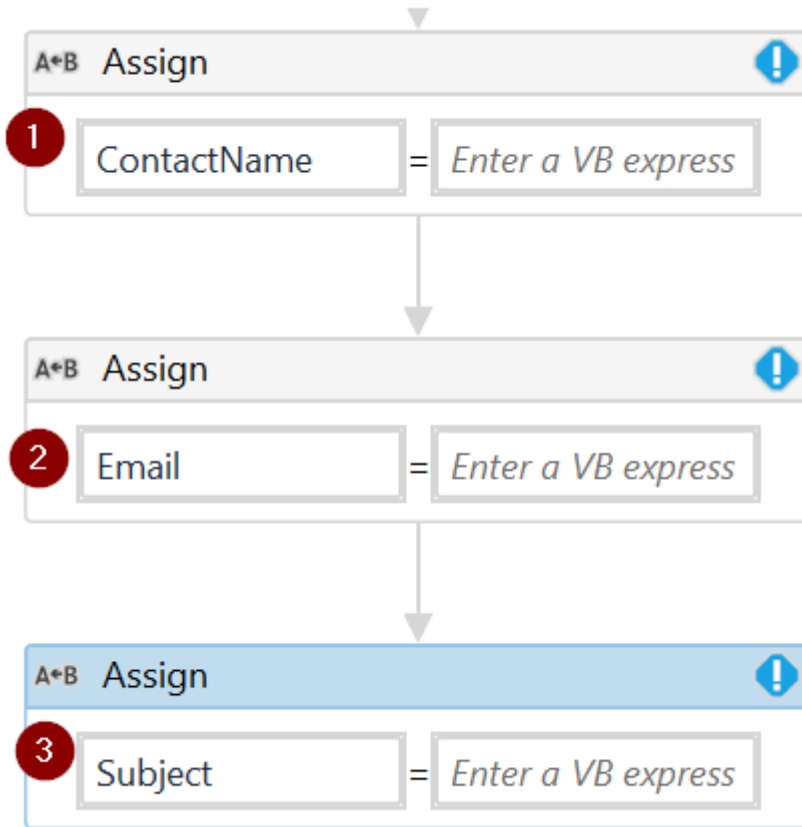 A←B Assign
1 ContactName = Enter a VB express
A←B Assign
2 Email = Enter a VB express
A←B Assign
3 Subject = Enter a VB express